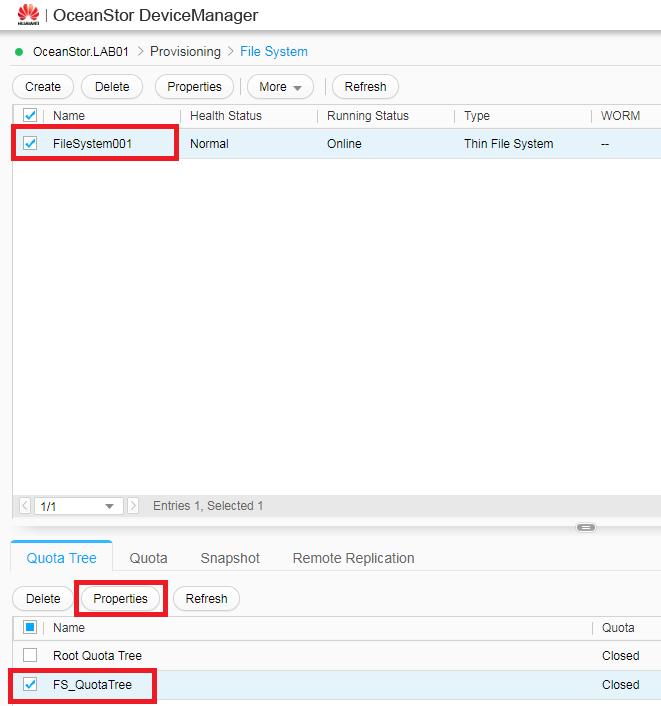 HUAWEI | OceanStor DeviceManager
OceanStor.LAB01 > Provisioning > File System
Create Delete Properties More Refresh
Name Health Status Running Status Type WORM
FileSystem001 Normal Online Thin File System --
1/1 Entries 1, Selected 1
Quota Tree Quota Snapshot Remote Replication
Delete Properties Refresh
Name Quota
Root Quota Tree Closed
FS_QuotaTree Closed